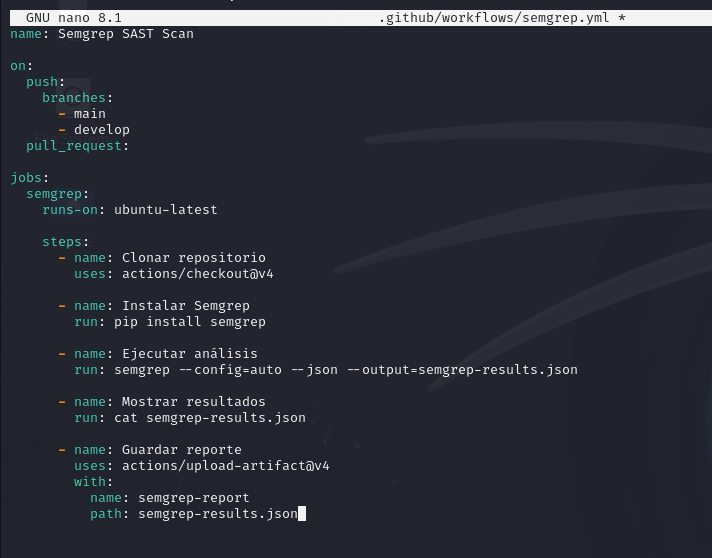 GNU nano 8.1 .github/workflows/semgrep.yml *
name: Semgrep SAST Scan
on:
push:
branches:
- main
- develop
pull_request:
jobs:
semgrep:
runs-on: ubuntu-latest
steps:
- name: Clonar repositorio
uses: actions/checkout@v4
- name: Instalar Semgrep
run: pip install semgrep
- name: Ejecutar análisis
run: semgrep --config=auto --json --output=semgrep-results.json
- name: Mostrar resultados
run: cat semgrep-results.json
- name: Guardar reporte
uses: actions/upload-artifact@v4
with:
name: semgrep-report
path: semgrep-results.json